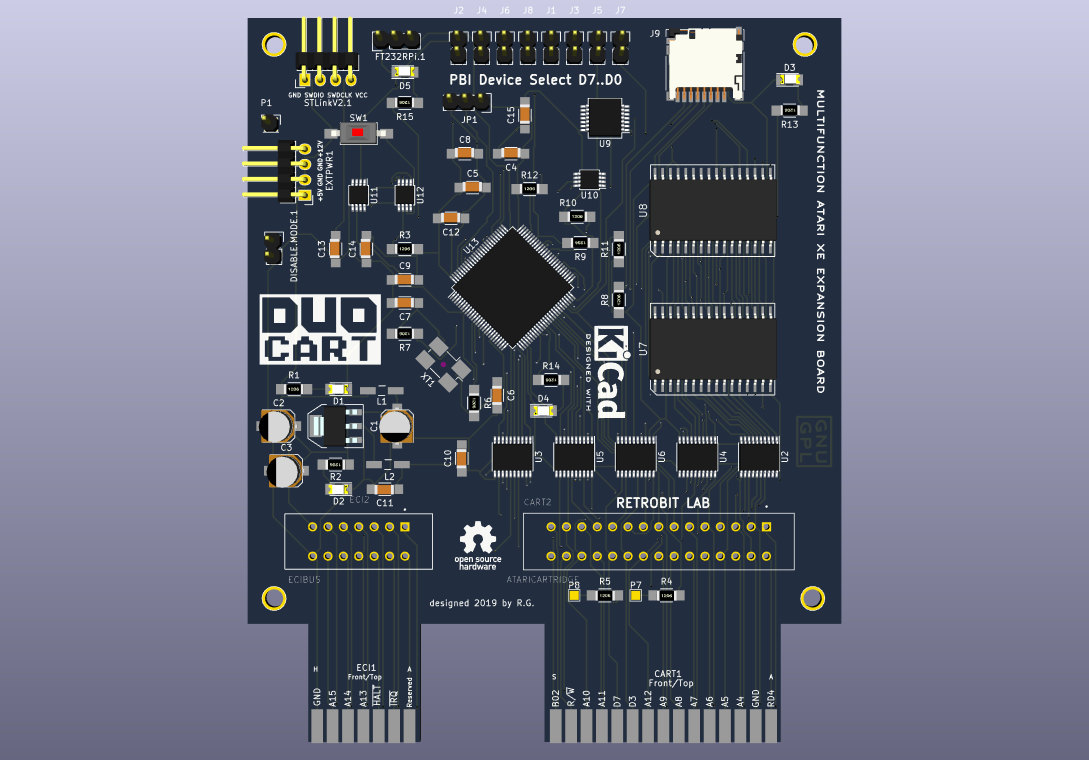 J2 J4 J6 J8 J1 J3 J5 J7
FT232RPi.1
J9
PBI Device Select D7..D0
D5
D3
GND SWDIO SWDCLK VCC
STLinkV2.1
P1
R15
JP1
C15
R13
SW1
U9
C8
C4
+5V GND GND +12V
EXTPWR1
C5
R12
U10
U11
U12
R10
U8
C12
DISABLE.MODE.1
C13
C14
R3
U13
R9
R11
C9
R8
MULTIFUNCTION ATARI XE EXPANSION BOARD
DUO
CART
C7
R7
DESIGNED WITH
KiCad
U7
XT1
R14
R1
D1
L1
R6
C6
D4
C2
C1
C3
GNU
GPL
C10
U3
U5
U6
U4
U2
R2
L2
D2
ECI2
C11
CART2
RETROBIT LAB
open source
hardware
ECIBUS
ATARICARTRIDGE
P8
R5
P7
R4
designed 2019 by R.G.
H
ECI1
A
Front/Top
GND A15 A14 A13 HALT IRQ Reserved
S
CART1
A
Front/Top
B02 R/W A10 A11 D7 D3 A12 A9 A8 A7 A6 A5 A4 GND RD4